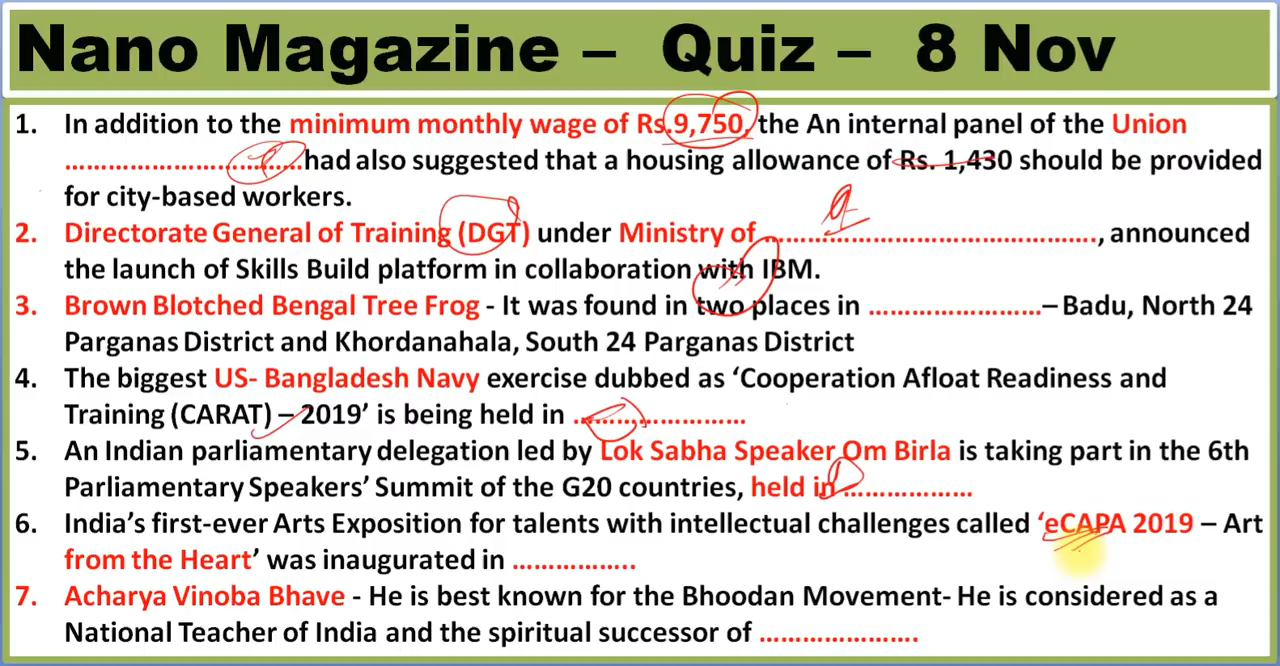 Nano Magazine – Quiz – 8 Nov
1. In addition to the minimum monthly wage of Rs.9,750, the An internal panel of the Union
……………………………… had also suggested that a housing allowance of Rs. 1,430 should be provided
for city-based workers.
2. Directorate General of Training (DGT) under Ministry of ………………………………………….., announced
the launch of Skills Build platform in collaboration with IBM.
3. Brown Blotched Bengal Tree Frog - It was found in two places in ……………………– Badu, North 24
Parganas District and Khordanahala, South 24 Parganas District
4. The biggest US- Bangladesh Navy exercise dubbed as ‘Cooperation Afloat Readiness and
Training (CARAT) – 2019’ is being held in ……………………
5. An Indian parliamentary delegation led by Lok Sabha Speaker Om Birla is taking part in the 6th
Parliamentary Speakers’ Summit of the G20 countries, held in ………………
6. India’s first-ever Arts Exposition for talents with intellectual challenges called ‘eCAPA 2019 – Art
from the Heart’ was inaugurated in ……………..
7. Acharya Vinoba Bhave - He is best known for the Bhoodan Movement- He is considered as a
National Teacher of India and the spiritual successor of ………………….